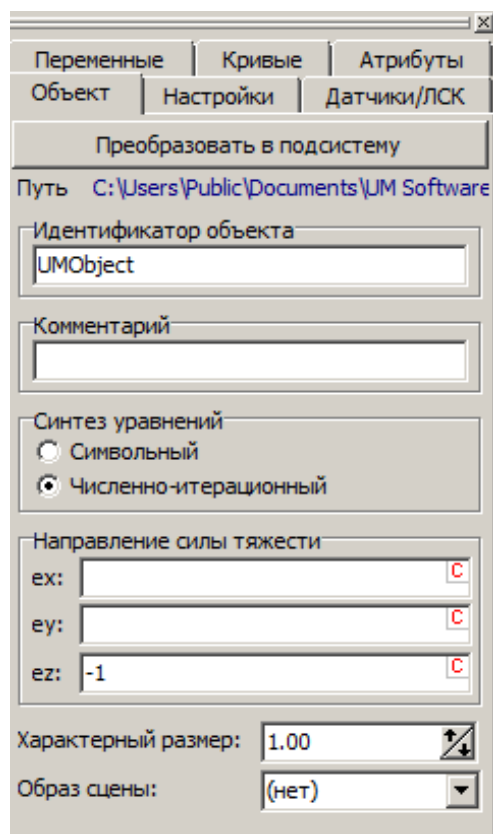 Переменные Кривые Атрибуты
Объект Настройки Датчики/ЛСК
Преобразовать в подсистему
Путь C:\Users\Public\Documents\UM Software
Идентификатор объекта
UMObject
Комментарий
Синтез уравнений
Символьный
Численно-итерационный
Направление силы тяжести
ex: C
ey: C
ez: -1 C
Характерный размер: 1.00
Образ сцены: (нет)